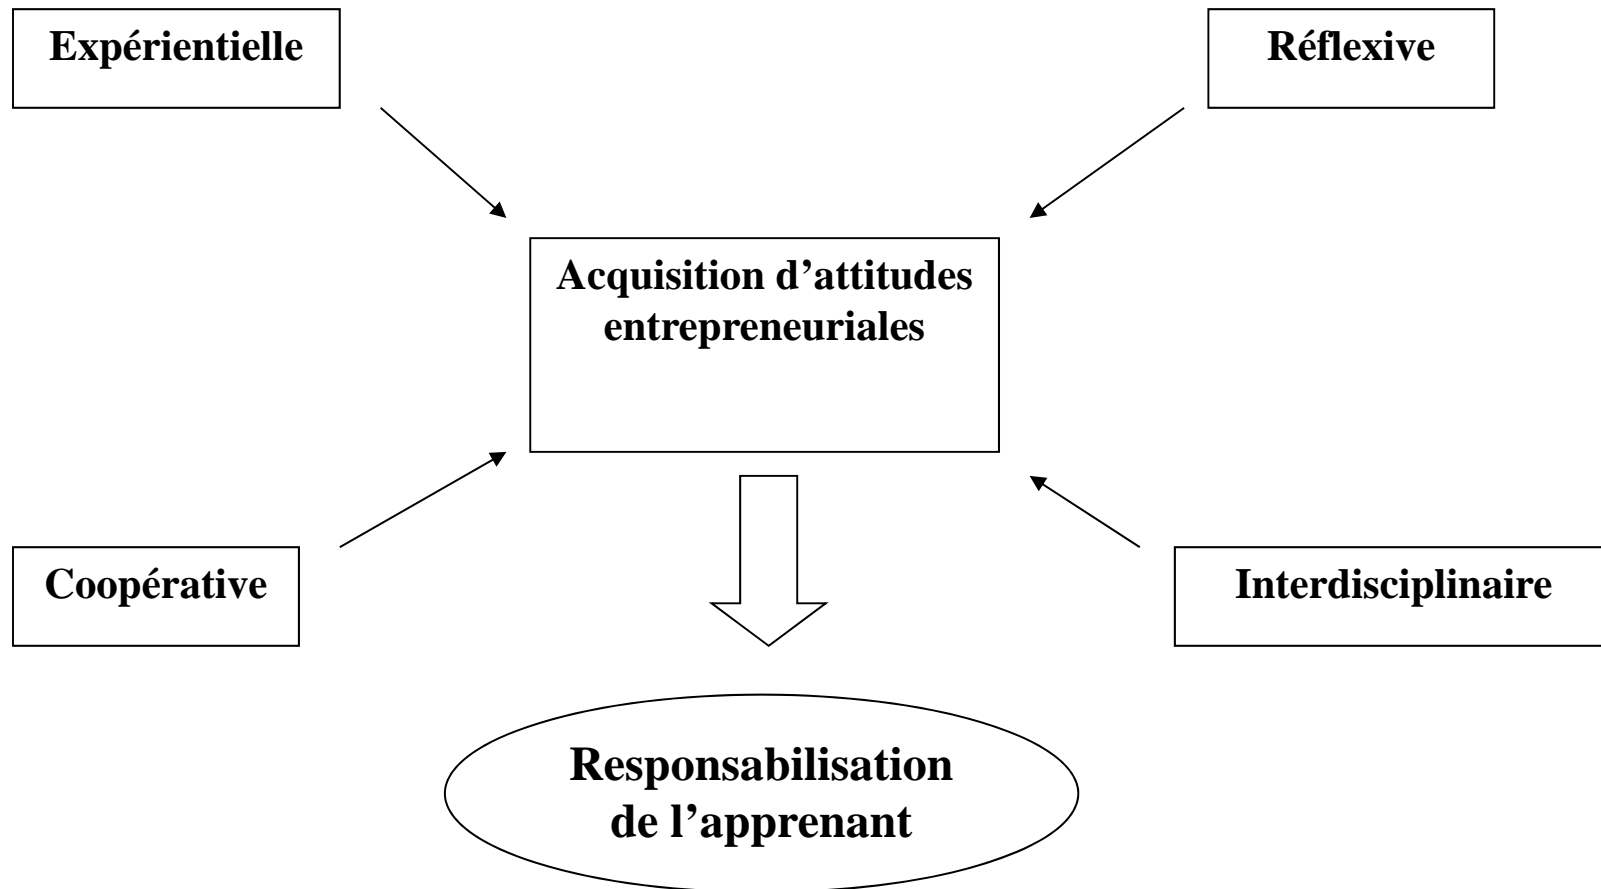 Expérientielle
Réflexive
Acquisition d’attitudes
entrepreneuriales
Coopérative
Interdisciplinaire
Responsabilisation
de l’apprenant